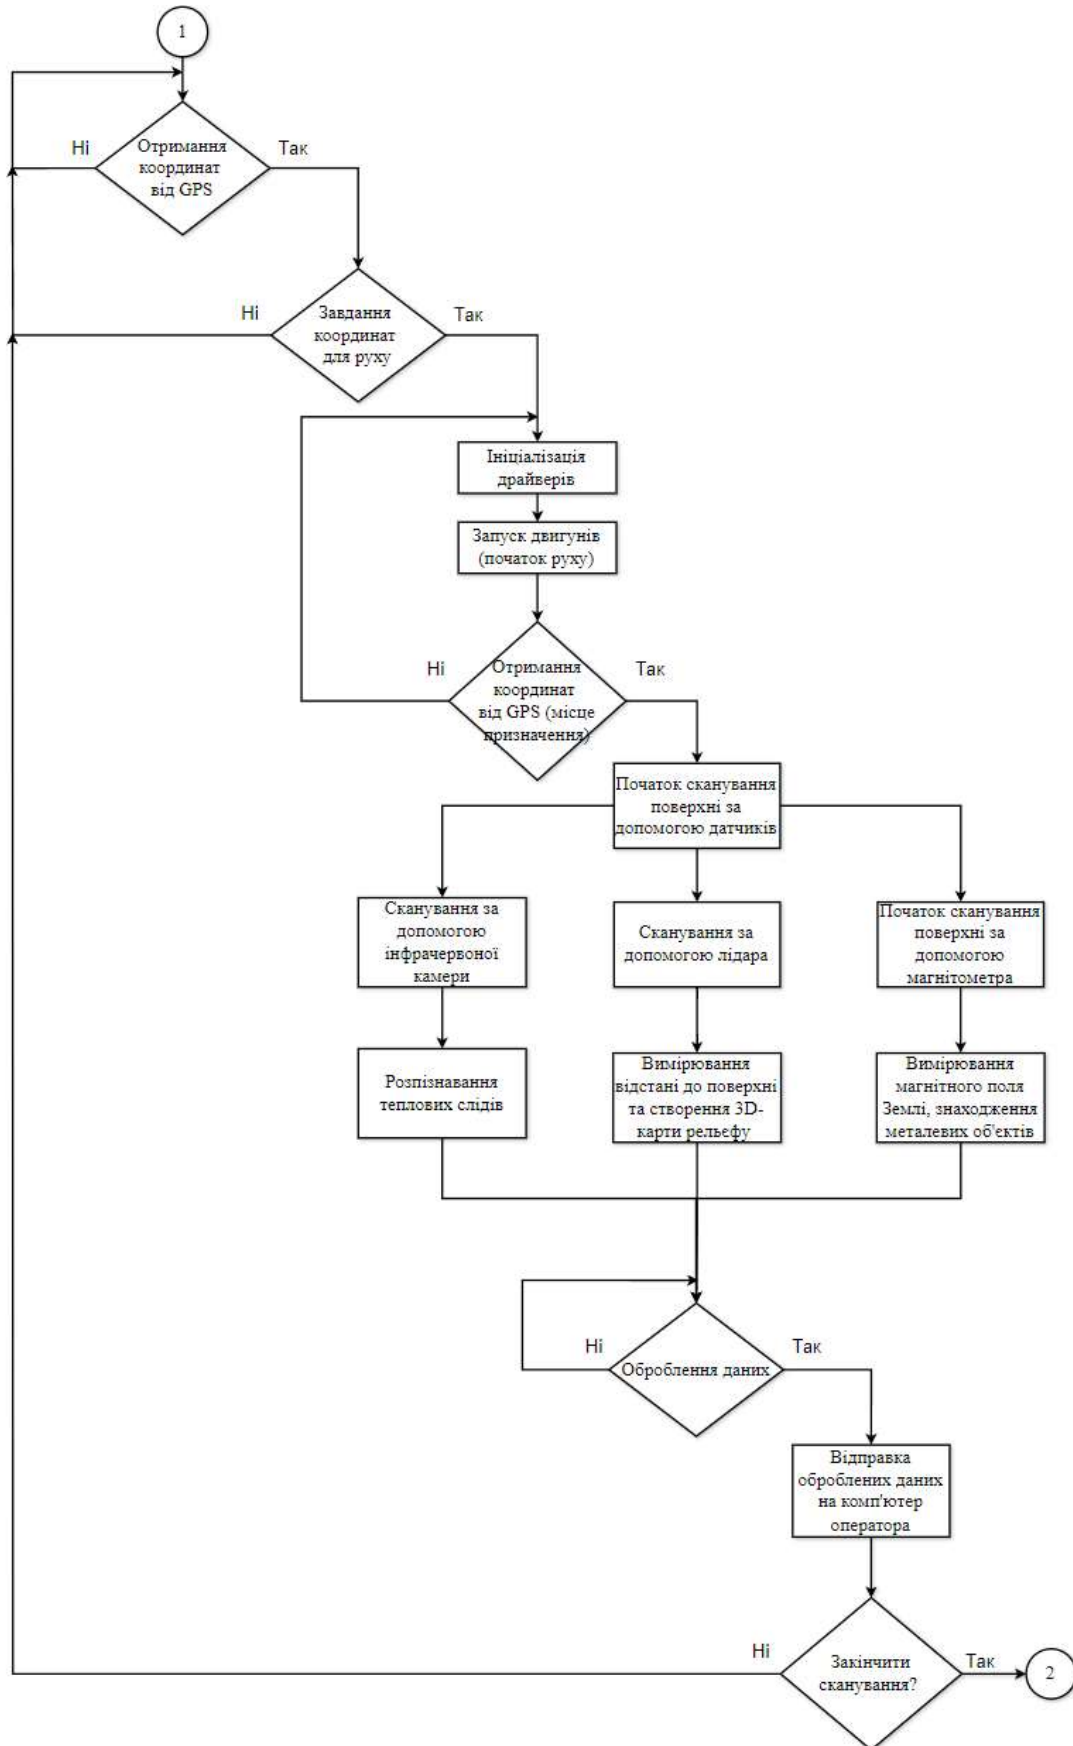 1
Ні
Так
Отримання
координат
від GPS
Ні
Так
Завдання
координат
для руху
Ініціалізація
драйверів
Запуск двигунів
(початок руху)
Ні
Так
Отримання
координат
від GPS (місце
призначення)
Початок сканування
поверхні за
допомогою датчиків
Сканування за
допомогою
інфрачервоної
камери
Сканування за
допомогою лідара
Початок сканування
поверхні за
допомогою
магнітометра
Розпізнавання
теплових слідів
Вимірювання
відстані до поверхні
та створення 3D-
карти рельєфу
Вимірювання
магнітного поля
Землі, знаходження
металевих об'єктів
Ні
Так
Оброблення даних
Відправка
оброблених даних
на комп'ютер
оператора
Ні
Так
Закінчити
сканування?
2